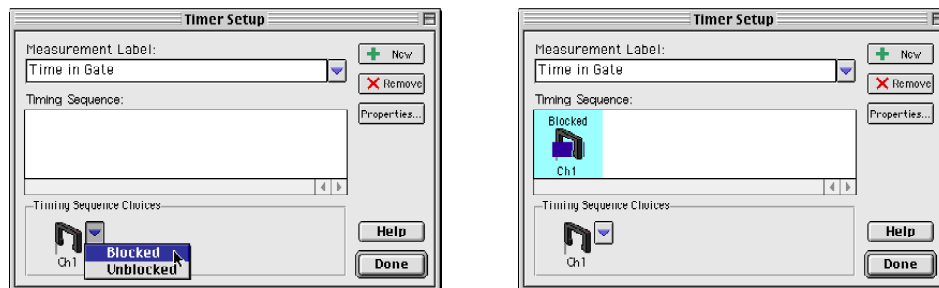 Timer Setup
Measurement Label:
Time in Gate
New
Remove
Timing Sequence:
Properties...
Timing Sequence Choices
Ch1
Blocked
Unblocked
Help
Done
Timer Setup
Measurement Label:
Time in Gate
New
Remove
Timing Sequence:
Properties...
Blocked
Ch1
Timing Sequence Choices
Ch1
Help
Done